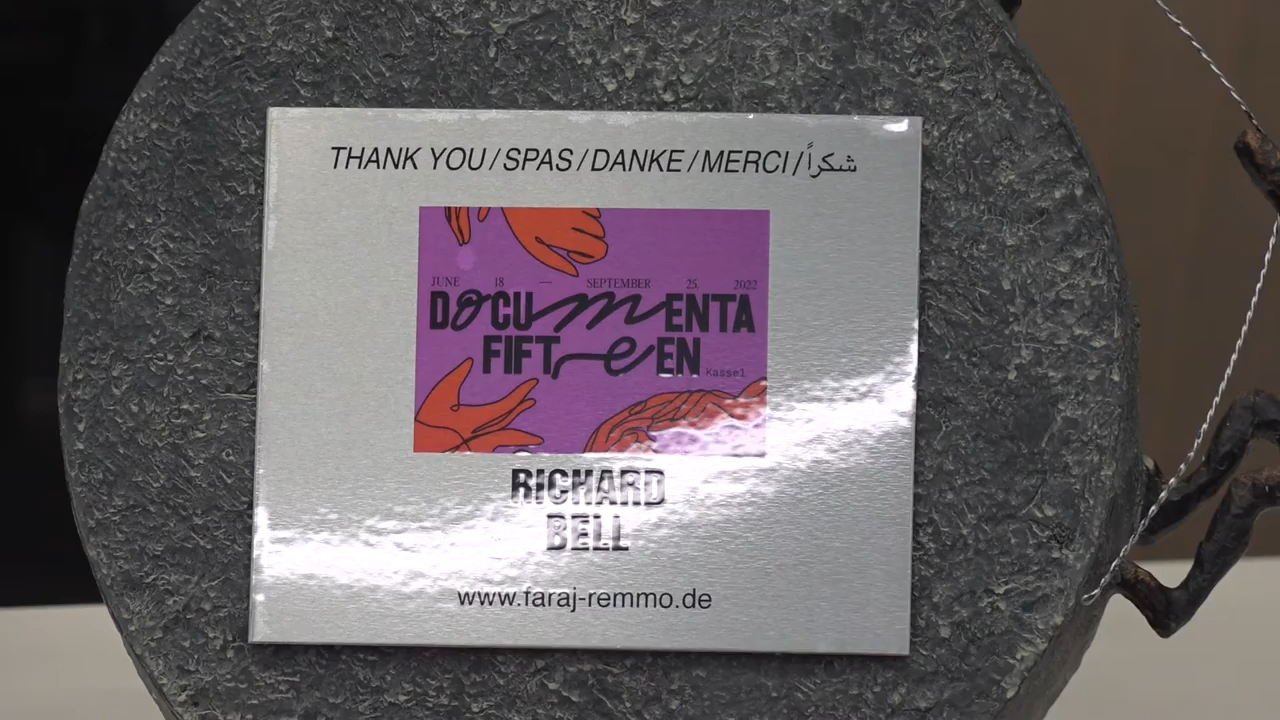 THANK YOU/SPAS/DANKE/MERCI/شكراً
JUNE 18 — SEPTEMBER 25 2022
DOCUMENTA
FIFTEEN
Kassel
RICHARD
BELL
www.faraj-remmo.de